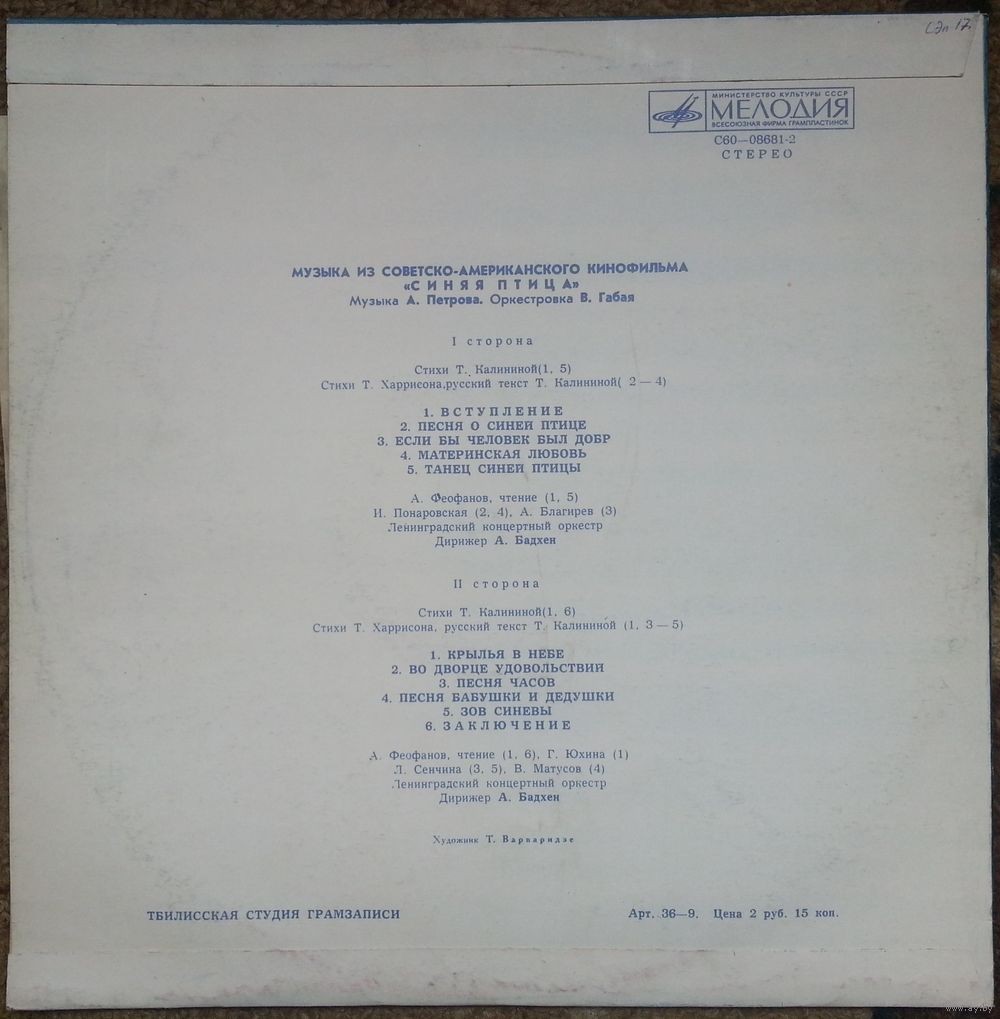 Сэп 17.
МИНИСТЕРСТВО КУЛЬТУРЫ СССР
МЕЛОДИЯ
ВСЕСОЮЗНАЯ ФИРМА ГРАМПЛАСТИНОК
С60—08681-2
СТЕРЕО
МУЗЫКА ИЗ СОВЕТСКО-АМЕРИКАНСКОГО КИНОФИЛЬМА
«СИНЯЯ ПТИЦА»
Музыка А. Петрова. Оркестровка В. Габая
I сторона
Стихи Т. Калининой(1, 5)
Стихи Т. Харрисона,русский текст Т. Калининой( 2 — 4)
1. ВСТУПЛЕНИЕ
2. ПЕСНЯ О СИНЕЙ ПТИЦЕ
3. ЕСЛИ БЫ ЧЕЛОВЕК БЫЛ ДОБР
4. МАТЕРИНСКАЯ ЛЮБОВЬ
5. ТАНЕЦ СИНЕЙ ПТИЦЫ
А. Феофанов, чтение (1, 5)
И. Понаровская (2, 4), А. Благирев (3)
Ленинградский концертный оркестр
Дирижер А. Бадхен
II сторона
Стихи Т. Калининой(1, 6)
Стихи Т. Харрисона, русский текст Т. Калининой (1, 3 — 5)
1. КРЫЛЬЯ В НЕБЕ
2. ВО ДВОРЦЕ УДОВОЛЬСТВИЙ
3. ПЕСНЯ ЧАСОВ
4. ПЕСНЯ БАБУШКИ И ДЕДУШКИ
5. ЗОВ СИНЕВЫ
6. ЗАКЛЮЧЕНИЕ
А. Феофанов, чтение (1, 6), Г. Юхина (1)
Л. Сенчина (3, 5), В. Матусов (4)
Ленинградский концертный оркестр
Дирижер А. Бадхен
Художник Т. Варваридзе
ТБИЛИССКАЯ СТУДИЯ ГРАМЗАПИСИ
Арт. 36—9. Цена 2 руб. 15 коп.
www.ay.by